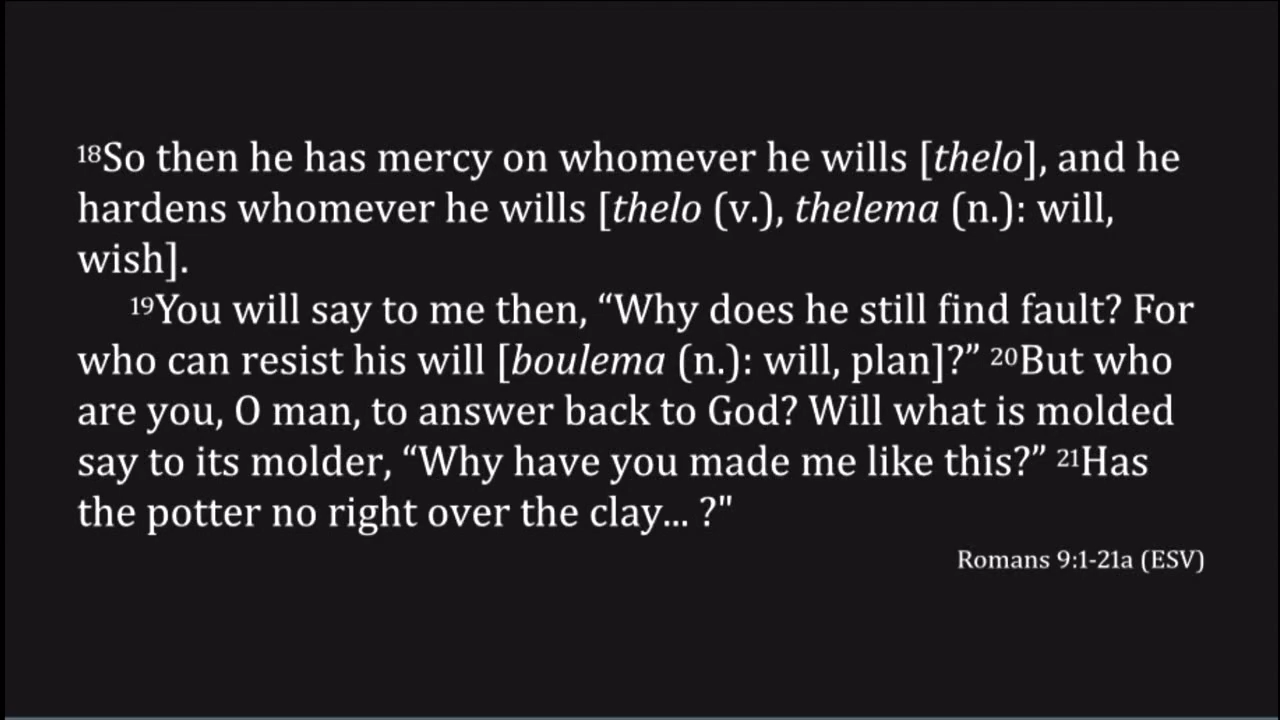 18So then he has mercy on whomever he wills [thelo], and he
hardens whomever he wills [thelo (v.), thelema (n.): will,
wish].
19You will say to me then, “Why does he still find fault? For
who can resist his will [boulema (n.): will, plan]?” 20But who
are you, O man, to answer back to God? Will what is molded
say to its molder, “Why have you made me like this?” 21Has
the potter no right over the clay... ?"
Romans 9:1-21a (ESV)